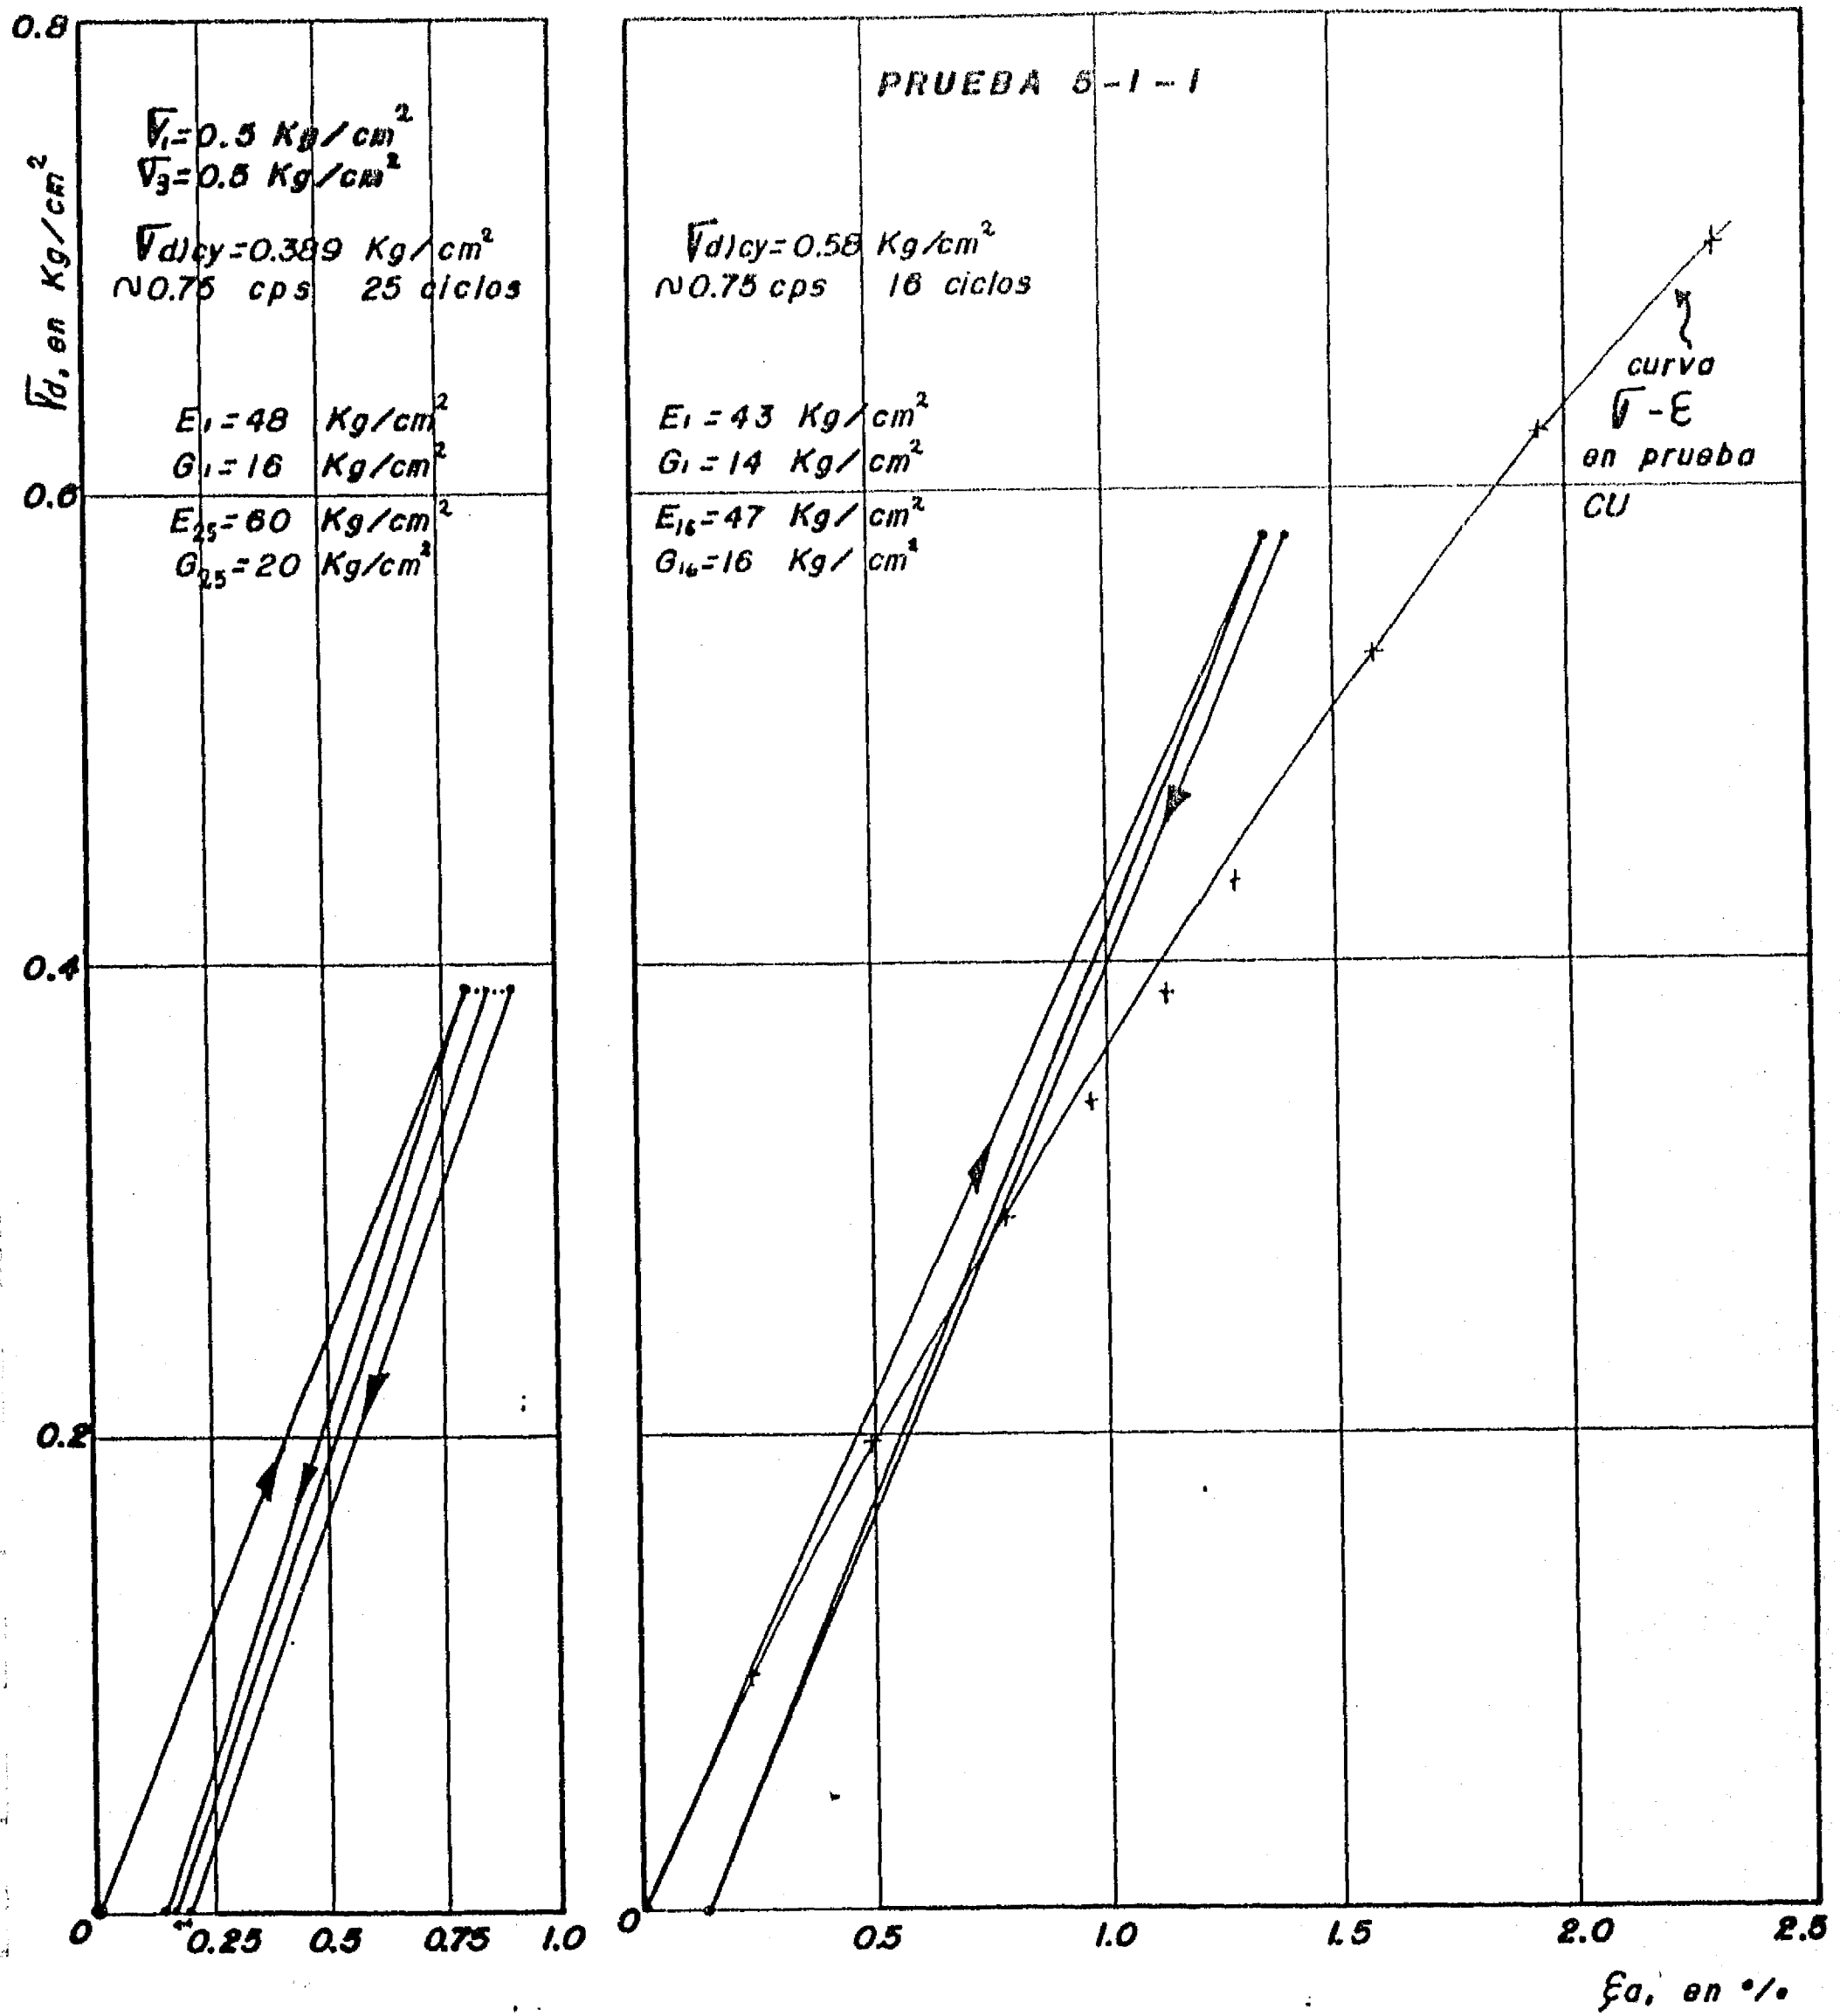 PRUEBA 5-1-1
σ₁=0.5 Kg/cm²
σ₃=0.5 Kg/cm²
σd)cy=0.389 Kg/cm²
~0.75 cps 25 ciclos
E₁=48 Kg/cm²
G₁=16 Kg/cm²
E₂₅=60 Kg/cm²
G₂₅=20 Kg/cm²
σd)cy=0.58 Kg/cm²
~0.75 cps 16 ciclos
E₁=43 Kg/cm²
G₁=14 Kg/cm²
E₁₆=47 Kg/cm²
G₁₆=16 Kg/cm²
curva
σ-ε
en prueba
CU
σd, en Kg/cm²
0.8
0.6
0.4
0.2
0 0.25 0.5 0.75 1.0
0 0.5 1.0 1.5 2.0 2.5
εa, en %